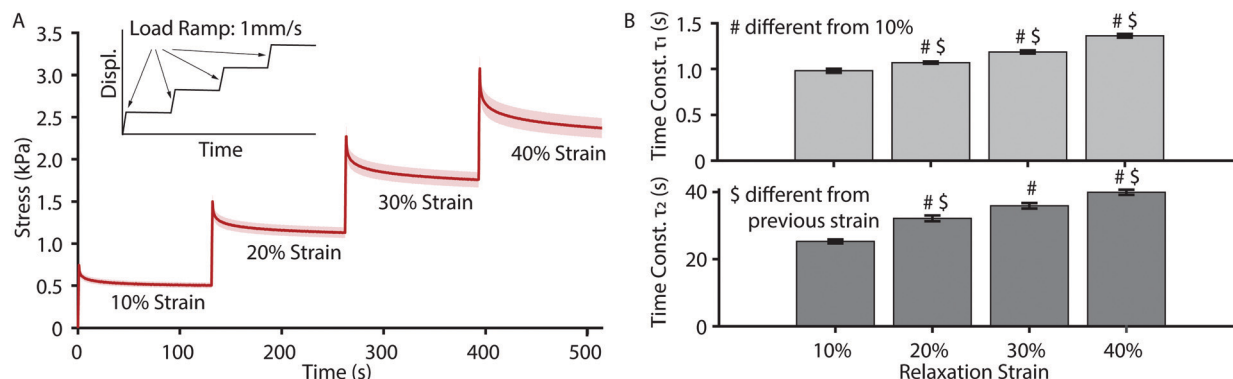 A
Load Ramp: 1mm/s
Displ.
Time
3.5
3.0
2.5
2.0
1.5
1.0
0.5
0
Stress (kPa)
10% Strain
20% Strain
30% Strain
40% Strain
0
100
200
300
400
500
Time (s)
B
# different from 10%
Time Const. τ₁ (s)
1.5
1.0
0
# $
# $
# $
$ different from
previous strain
Time Const. τ₂ (s)
40
20
0
# $
#
# $
10%
20%
30%
40%
Relaxation Strain